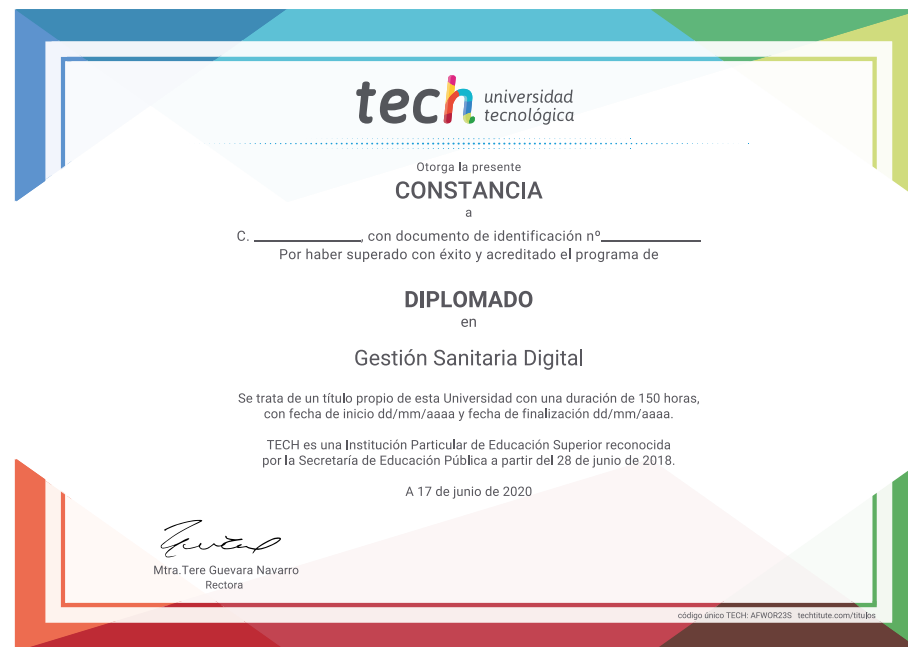 tech universidad
tecnológica
Otorga la presente
CONSTANCIA
a
C. ____________, con documento de identificación nº____________
Por haber superado con éxito y acreditado el programa de
DIPLOMADO
en
Gestión Sanitaria Digital
Se trata de un título propio de esta Universidad con una duración de 150 horas,
con fecha de inicio dd/mm/aaaa y fecha de finalización dd/mm/aaaa.
TECH es una Institución Particular de Educación Superior reconocida
por la Secretaría de Educación Pública a partir del 28 de junio de 2018.
A 17 de junio de 2020
Mtra.Tere Guevara Navarro
Rectora
código único TECH: AFWOR23S techtitute.com/titulos